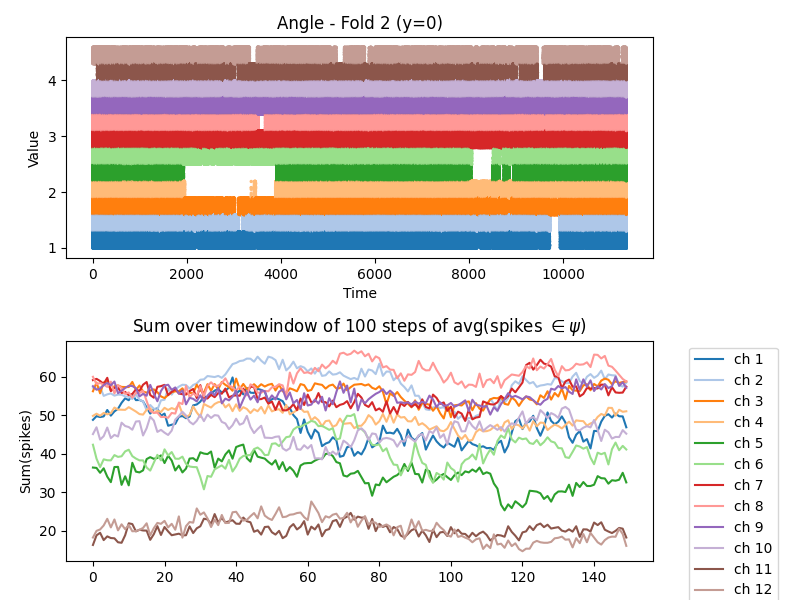 Angle - Fold 2 (y=0)
Value
4
3
2
1
0
2000
4000
6000
8000
10000
Time
Sum over timewindow of 100 steps of avg(spikes ∈ ψ)
Sum(spikes)
60
50
40
30
20
0
20
40
60
80
100
120
140
ch 1
ch 2
ch 3
ch 4
ch 5
ch 6
ch 7
ch 8
ch 9
ch 10
ch 11
ch 12